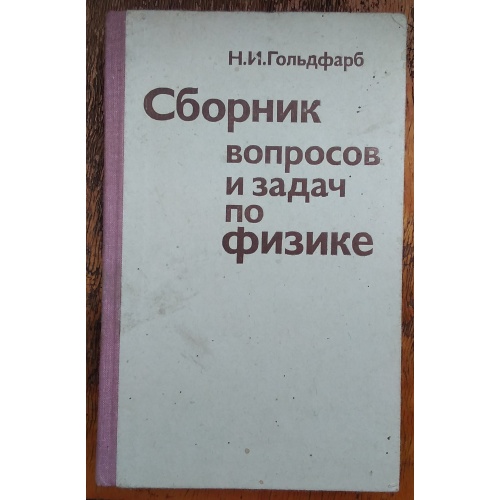 Н.И.Гольдфарб
Сборник
вопросов
и задач
по
физике